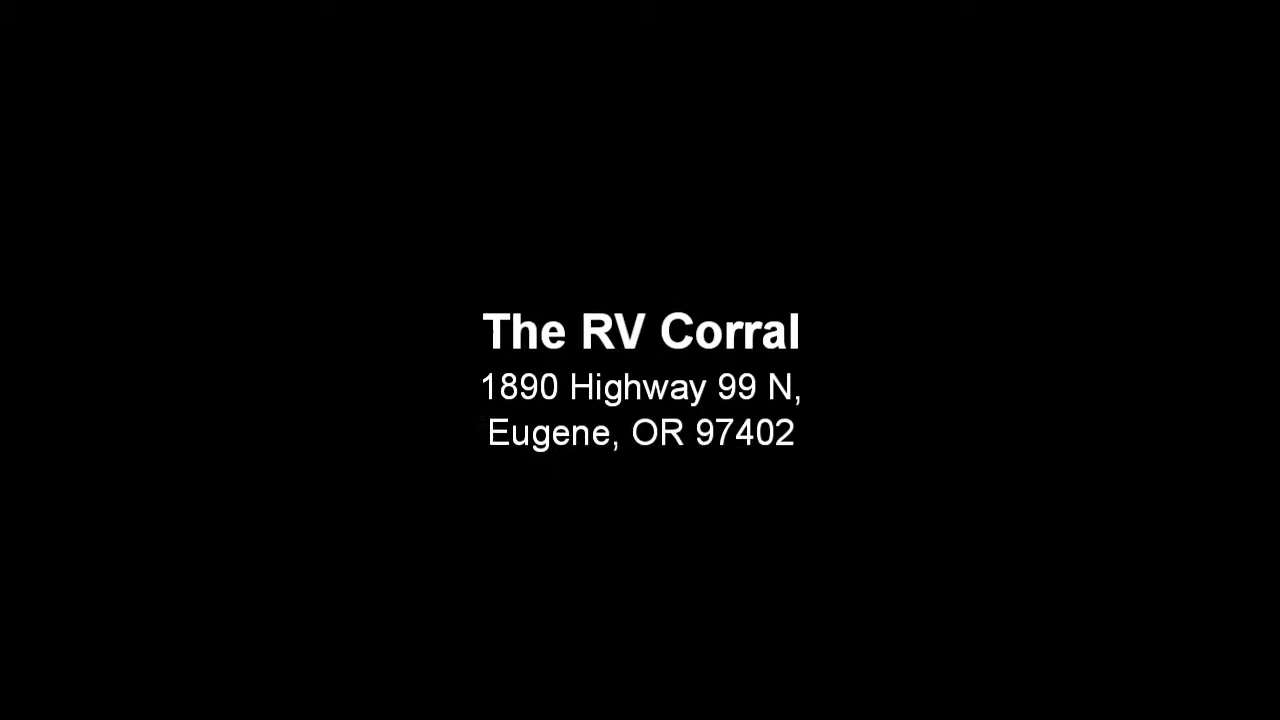 The RV Corral
1890 Highway 99 N,
Eugene, OR 97402